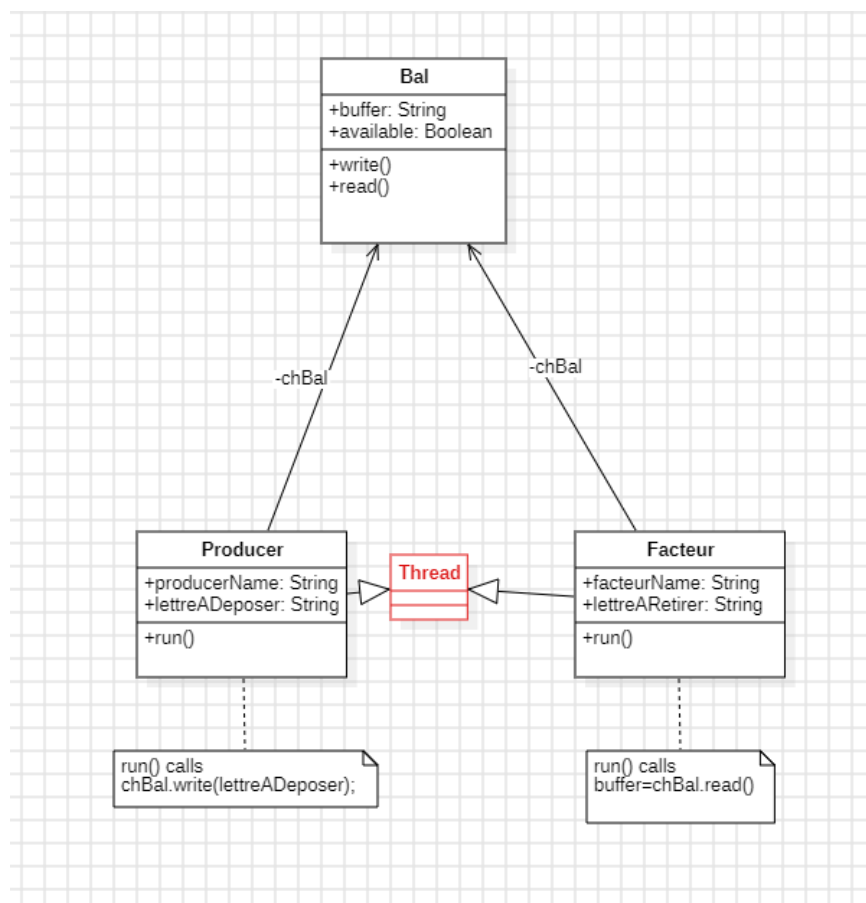 Bal
+buffer: String
+available: Boolean
+write()
+read()
-chBal
-chBal
Producer
+producerName: String
+lettreADeposer: String
+run()
Thread
Facteur
+facteurName: String
+lettreARetirer: String
+run()
run() calls
chBal.write(lettreADeposer);
run() calls
buffer=chBal.read()